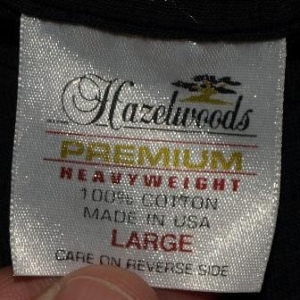 Hazelwoods
PREMIUM
HEAVYWEIGHT
100% COTTON
MADE IN USA
LARGE
CARE ON REVERSE SIDE